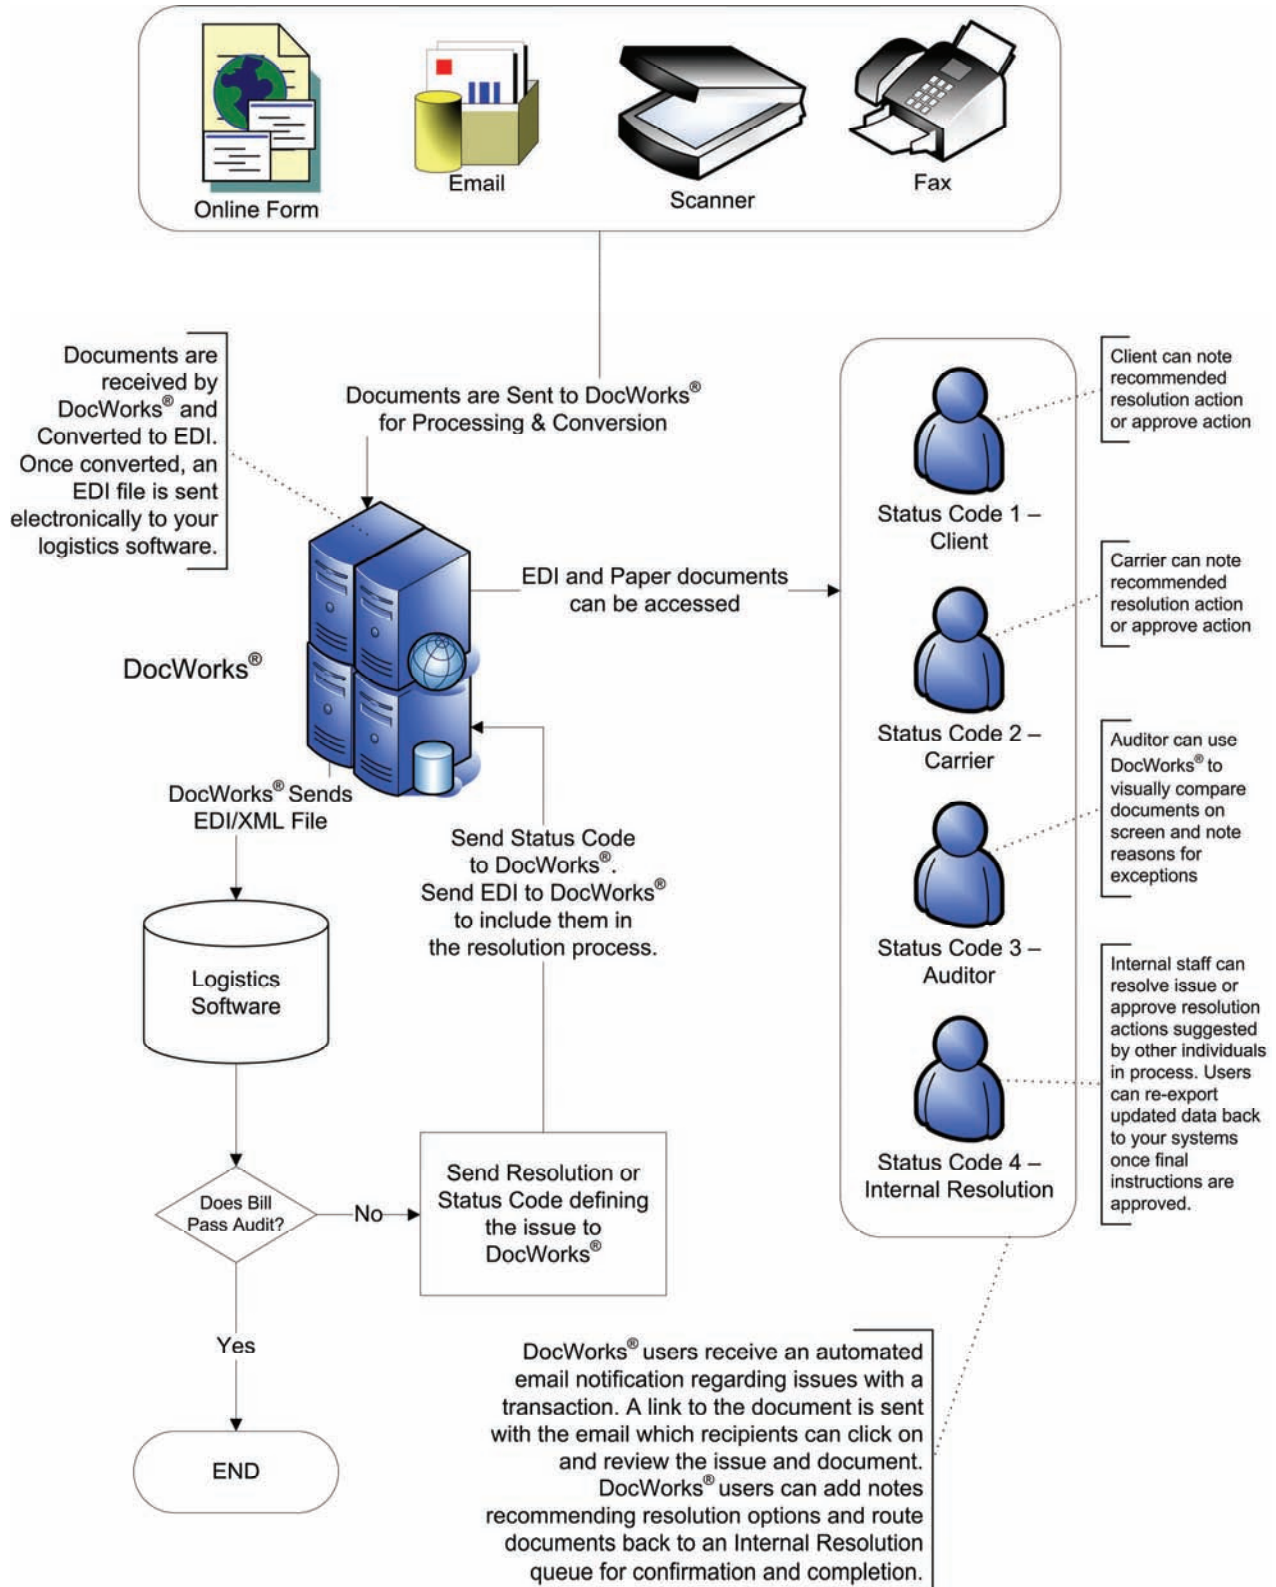 Online Form
Email
Scanner
Fax
Documents are
received by
DocWorks® and
Converted to EDI.
Once converted, an
EDI file is sent
electronically to your
logistics software.
Documents are Sent to DocWorks®
for Processing & Conversion
DocWorks®
EDI and Paper documents
can be accessed
Status Code 1 –
Client
Client can note
recommended
resolution action
or approve action
Status Code 2 –
Carrier
Carrier can note
recommended
resolution action
or approve action
Status Code 3 –
Auditor
Auditor can use
DocWorks® to
visually compare
documents on
screen and note
reasons for
exceptions
Status Code 4 –
Internal Resolution
Internal staff can
resolve issue or
approve resolution
actions suggested
by other individuals
in process. Users
can re-export
updated data back
to your systems
once final
instructions are
approved.
DocWorks® Sends
EDI/XML File
Send Status Code
to DocWorks®.
Send EDI to DocWorks®
to include them in
the resolution process.
Logistics
Software
Does Bill
Pass Audit?
No
Send Resolution or
Status Code defining
the issue to
DocWorks®
Yes
END
DocWorks® users receive an automated
email notification regarding issues with a
transaction. A link to the document is sent
with the email which recipients can click on
and review the issue and document.
DocWorks® users can add notes
recommending resolution options and route
documents back to an Internal Resolution
queue for confirmation and completion.